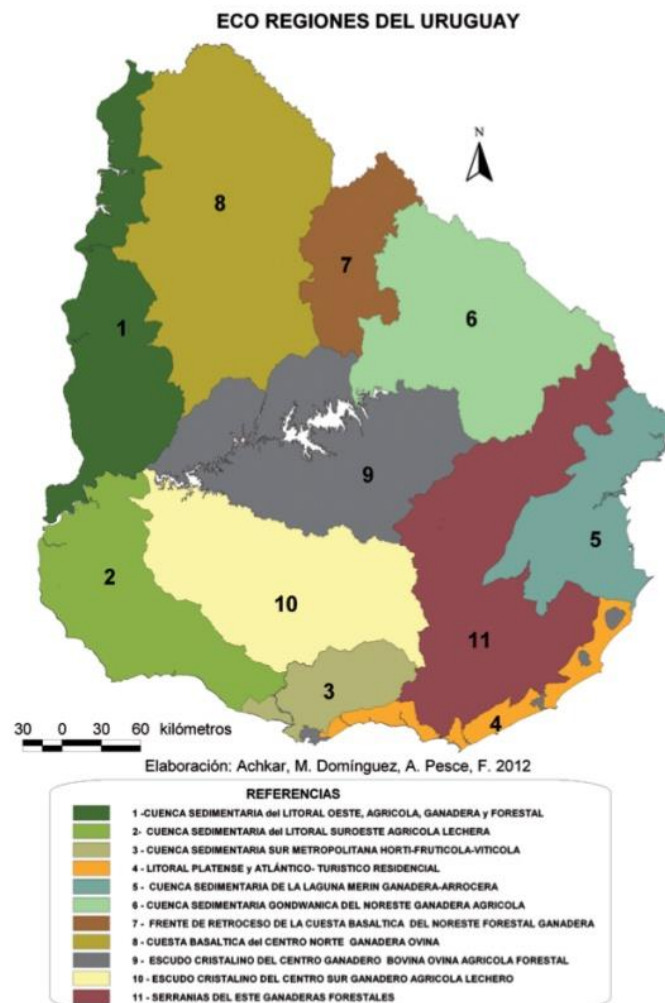 ECO REGIONES DEL URUGUAY
N
8
7
1
6
9
5
2
10
11
3
4
30 0 30 60 kilómetros
Elaboración: Achkar, M. Domínguez, A. Pesce, F. 2012
REFERENCIAS
1 -CUENCA SEDIMENTARIA del LITORAL OESTE, AGRICOLA, GANADERA y FORESTAL
2- CUENCA SEDIMENTARIA del LITORAL SUROESTE AGRICOLA LECHERA
3 - CUENCA SEDIMENTARIA SUR METROPOLITANA HORTI-FRUTICOLA-VITICOLA
4 - LITORAL PLATENSE y ATLÁNTICO- TURISTICO RESIDENCIAL
5 - CUENCA SEDIMENTARIA DE LA LAGUNA MERIN GANADERA-ARROCERA
6 - CUENCA SEDIMENTARIA GONDWANICA DEL NORESTE GANADERA AGRICOLA
7 - FRENTE DE RETROCESO DE LA CUESTA BASALTICA DEL NORESTE FORESTAL GANADERA
8 - CUESTA BASALTICA del CENTRO NORTE GANADERA OVINA
9 - ESCUDO CRISTALINO DEL CENTRO GANADERO BOVINA OVINA AGRICOLA FORESTAL
10 - ESCUDO CRISTALINO DEL CENTRO SUR GANADERO AGRICOLA LECHERO
11 - SERRANIAS DEL ESTE GANADERAS FORESTALES